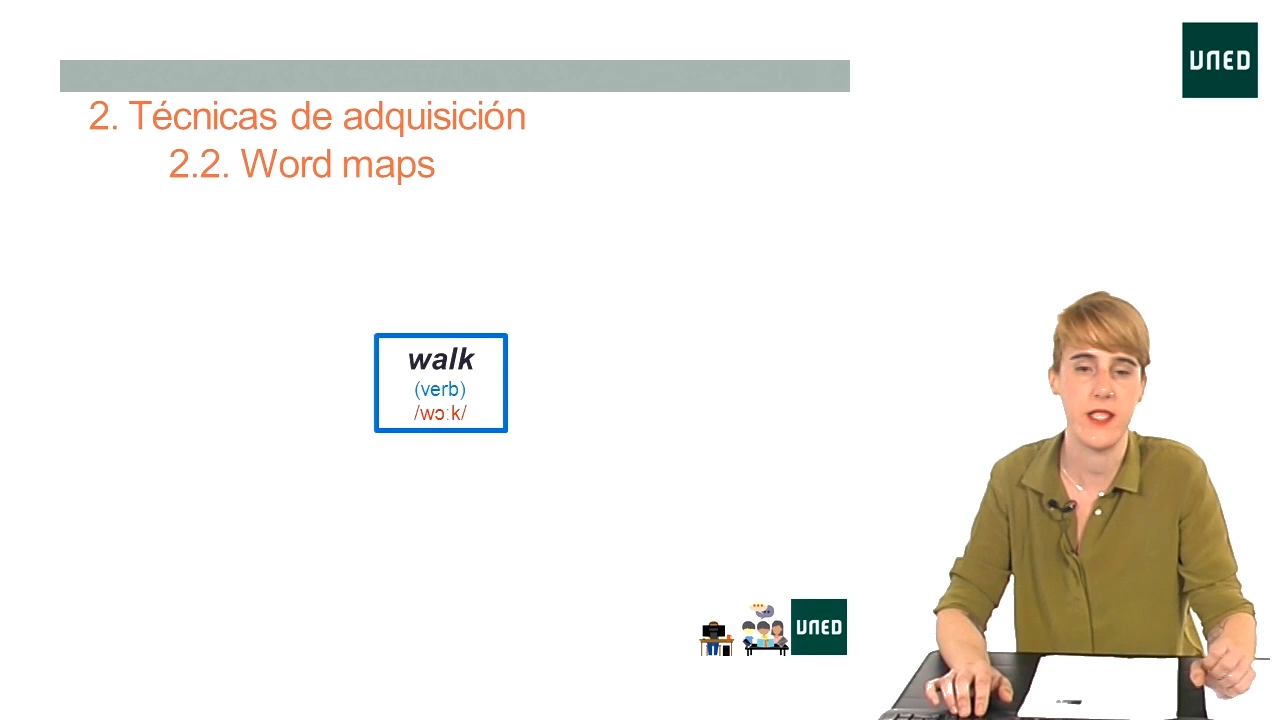 UNED
2. Técnicas de adquisición
2.2. Word maps
walk
(verb)
/wɔːk/
UNED